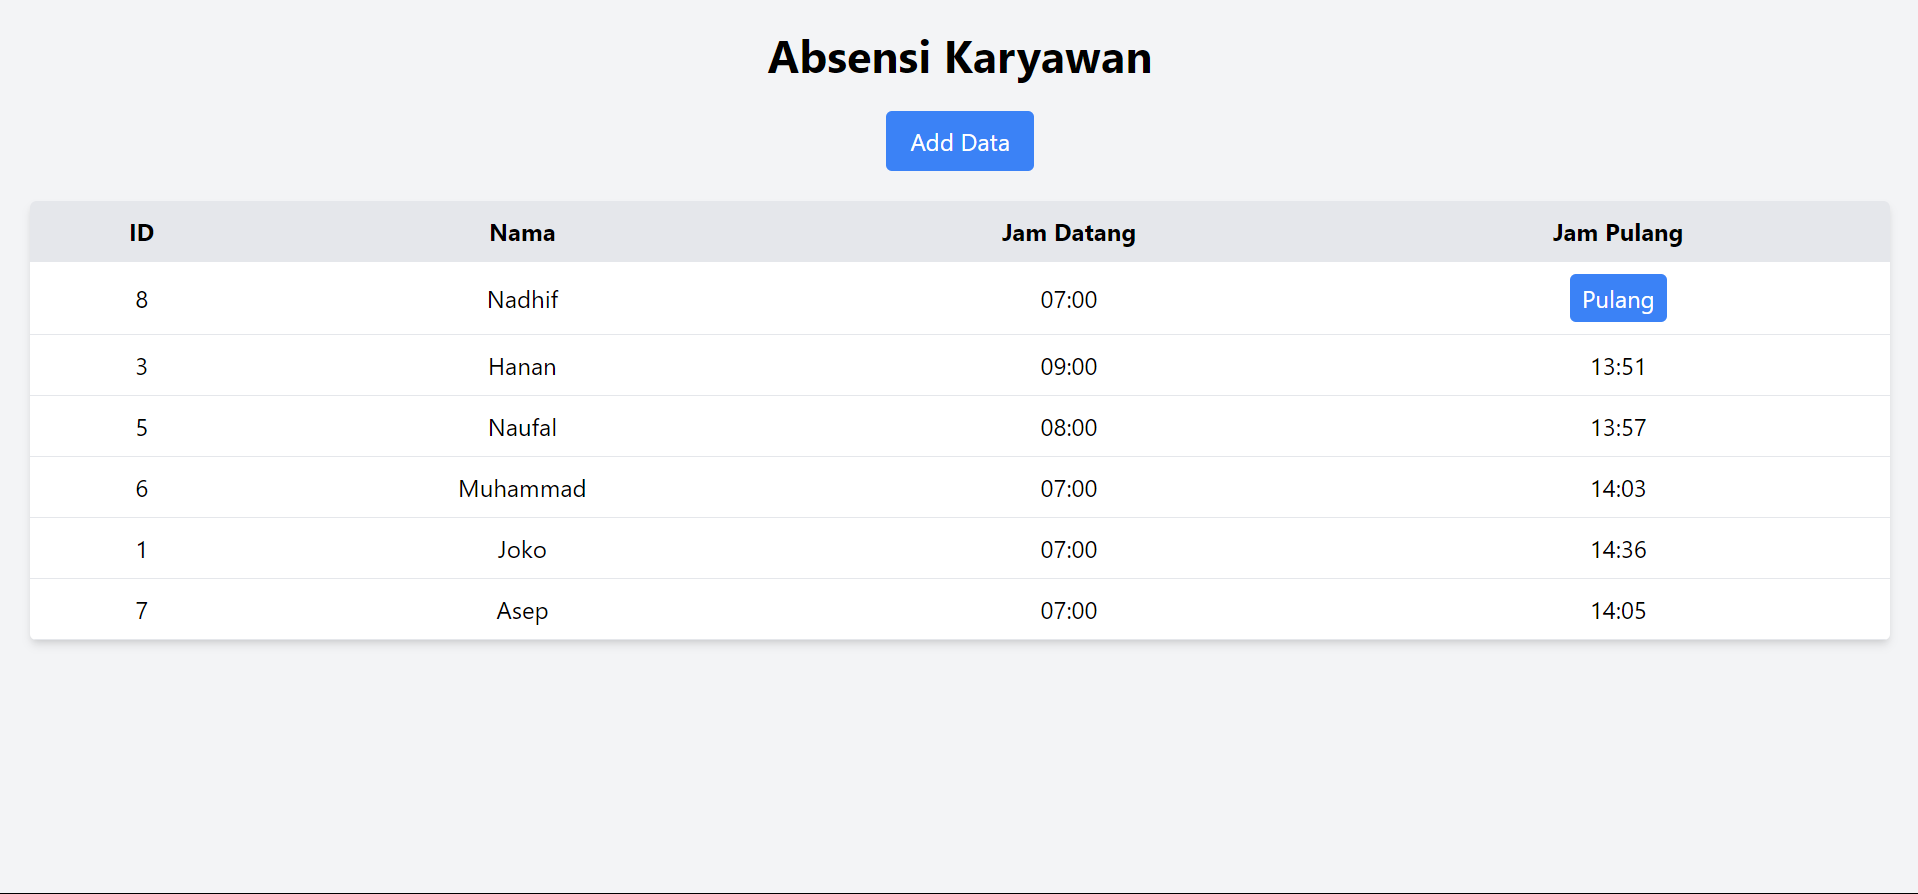 Absensi Karyawan
Add Data
ID Nama Jam Datang Jam Pulang
8 Nadhif 07:00 Pulang
3 Hanan 09:00 13:51
5 Naufal 08:00 13:57
6 Muhammad 07:00 14:03
1 Joko 07:00 14:36
7 Asep 07:00 14:05